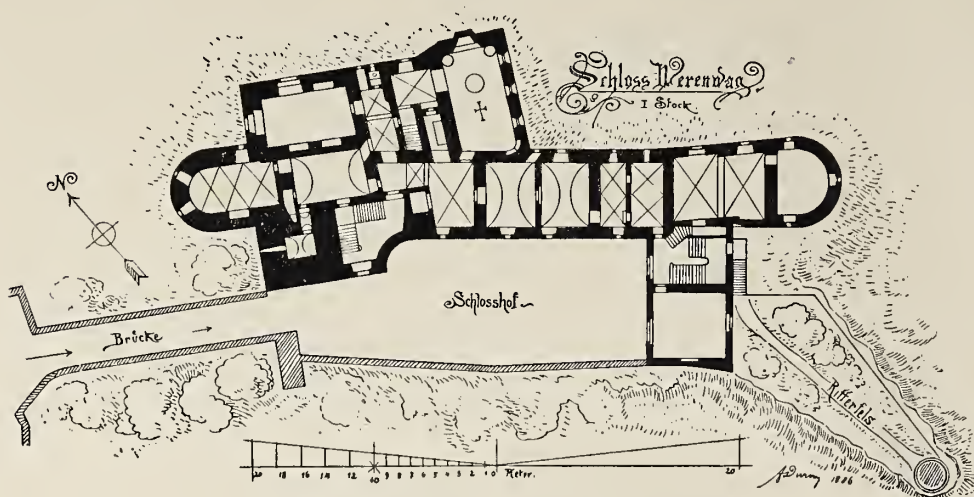 Schloss Werenwag
I Stock.
N
Schlosshof
Brücke
Ritterfels
20 18 16 14 12 10 9 8 7 6 5 4 3 2 1 0 Meter. 20
1886